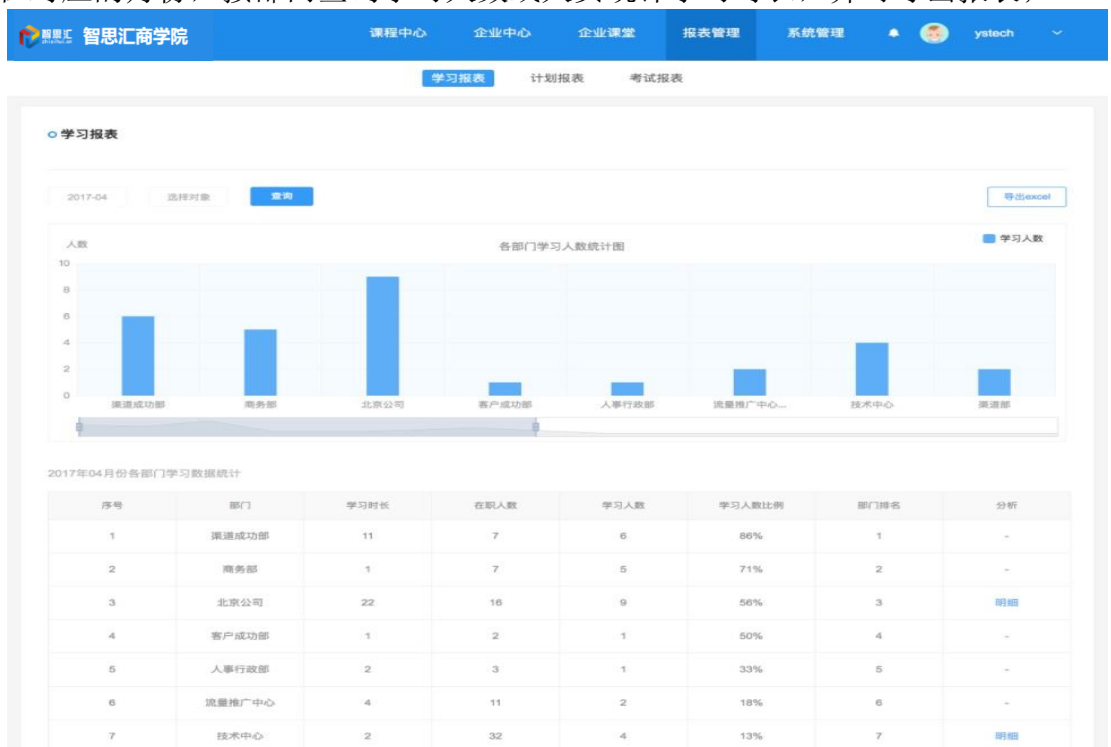 智思汇 智思汇商学院 课程中心 企业中心 企业课堂 报表管理 系统管理 ystech
学习报表 计划报表 考试报表
学习报表
2017-04 选择对象 查询 导出excel
人数 各部门学习人数统计图 学习人数
10
8
6
4
2
0
渠道成功部 商务部 北京公司 客户成功部 人事行政部 流量推广中心... 技术中心 渠道部
2017年04月份各部门学习数据统计
序号 部门 学习时长 在职人数 学习人数 学习人数比例 部门排名 分析
1 渠道成功部 11 7 6 86% 1 -
2 商务部 1 7 5 71% 2 -
3 北京公司 22 16 9 56% 3 明细
4 客户成功部 1 2 1 50% 4 -
5 人事行政部 2 3 1 33% 5 -
6 流量推广中心 4 11 2 18% 6 -
7 技术中心 2 32 4 13% 7 明细